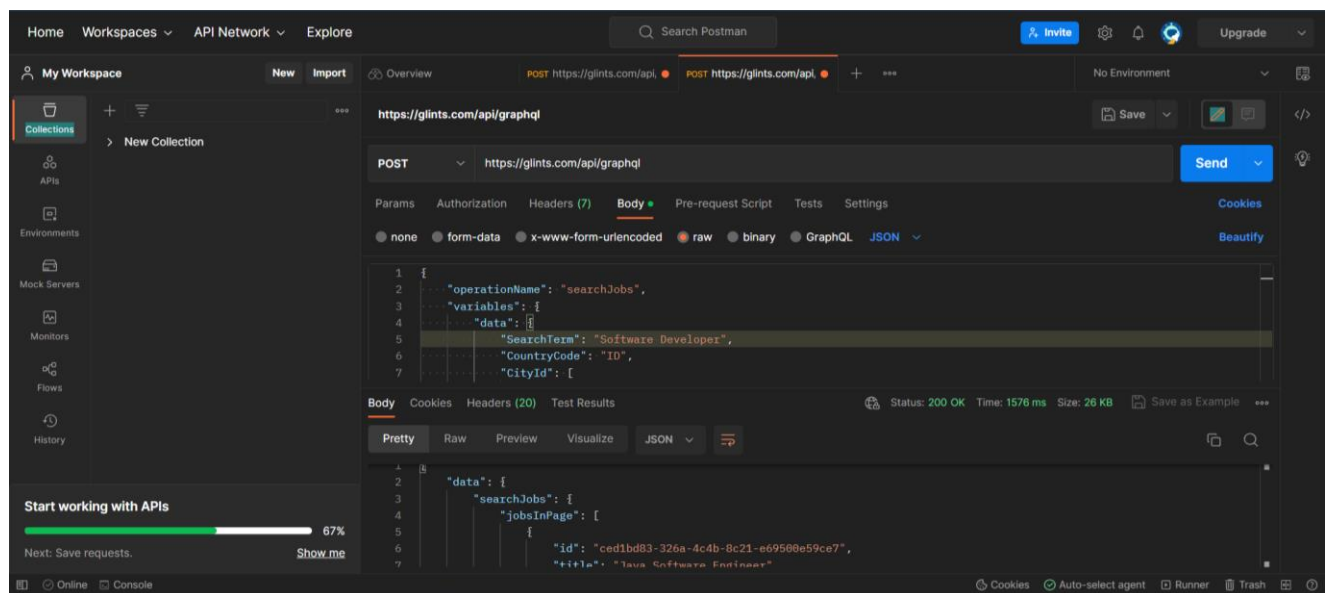 Home Workspaces API Network Explore Search Postman Invite Upgrade
My Workspace New Import Overview POST https://glints.com/api, POST https://glints.com/api, No Environment
Collections
APIs
Environments
Mock Servers
Monitors
Flows
History
New Collection
Start working with APIs
67%
Next: Save requests. Show me
https://glints.com/api/graphql Save
POST https://glints.com/api/graphql Send
Params Authorization Headers (7) Body Pre-request Script Tests Settings Cookies
none form-data x-www-form-urlencoded raw binary GraphQL JSON Beautify
1 {
2 "operationName": "searchJobs",
3 "variables": {
4 "data": {
5 "SearchTerm": "Software Developer",
6 "CountryCode": "ID",
7 "CityId": [
Body Cookies Headers (20) Test Results Status: 200 OK Time: 1576 ms Size: 26 KB Save as Example
Pretty Raw Preview Visualize JSON
1 {
2 "data": {
3 "searchJobs": {
4 "jobsInPage": [
5 {
6 "id": "ced1bd83-326a-4c4b-8c21-e69500e59ce7",
7 "title": "Java Software Engineer"
Online Console Cookies Auto-select agent Runner Trash